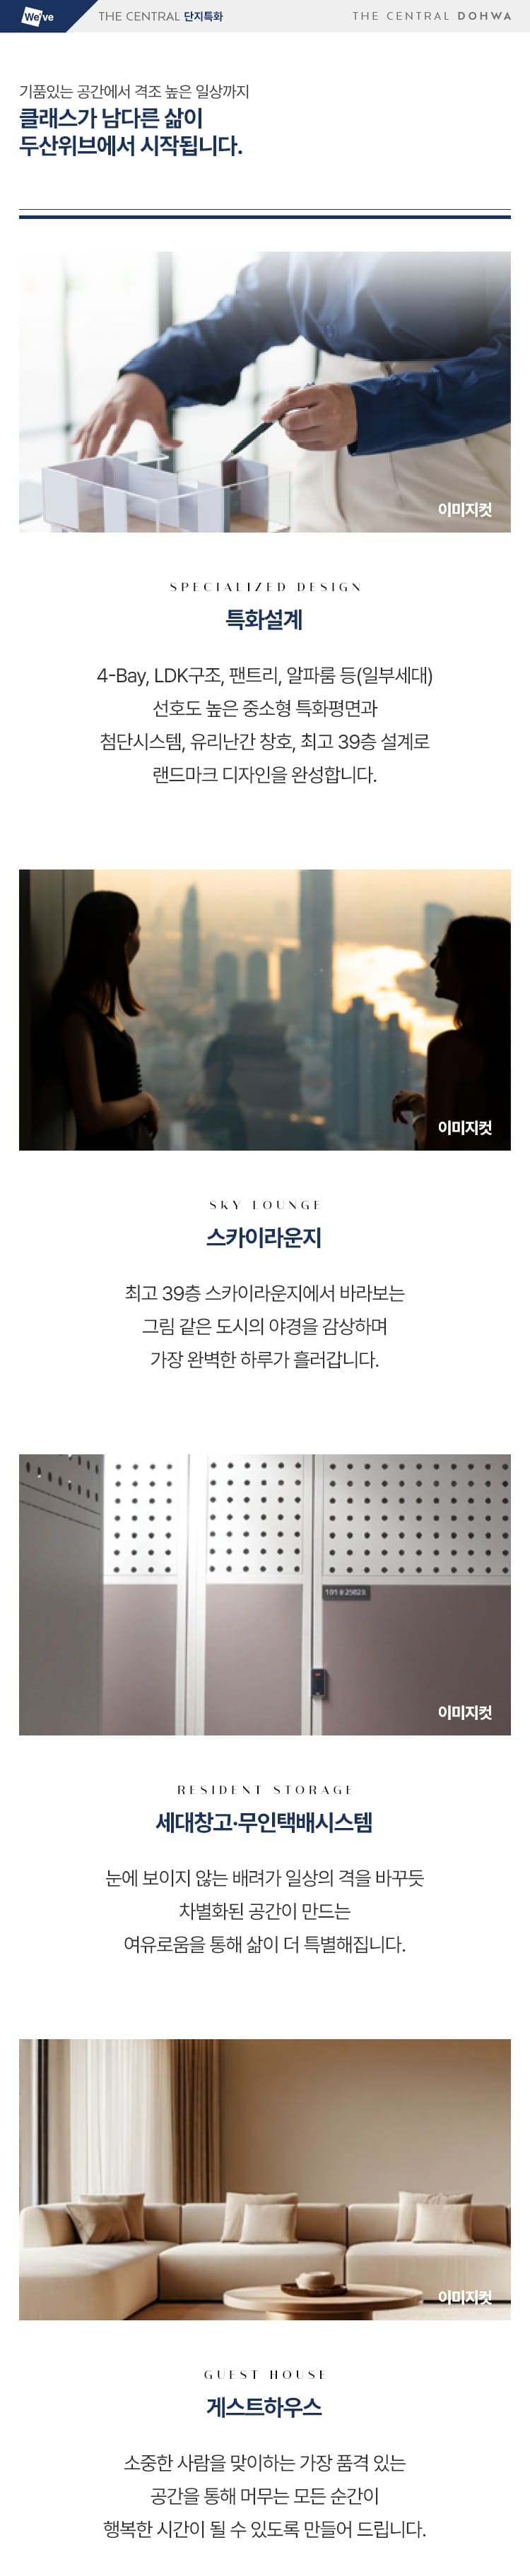 We've
THE CENTRAL 단지특화
THE CENTRAL DOHWA
기품있는 공간에서 격조 높은 일상까지
클래스가 남다른 삶이
두산위브에서 시작됩니다.
이미지컷
SPECIALIZED DESIGN
특화설계
4-Bay, LDK구조, 팬트리, 알파룸 등(일부세대)
선호도 높은 중소형 특화평면과
첨단시스템, 유리난간 창호, 최고 39층 설계로
랜드마크 디자인을 완성합니다.
이미지컷
SKY LOUNGE
스카이라운지
최고 39층 스카이라운지에서 바라보는
그림 같은 도시의 야경을 감상하며
가장 완벽한 하루가 흘러갑니다.
이미지컷
RESIDENT STORAGE
세대창고·무인택배시스템
눈에 보이지 않는 배려가 일상의 격을 바꾸듯
차별화된 공간이 만드는
여유로움을 통해 삶이 더 특별해집니다.
이미지컷
GUEST HOUSE
게스트하우스
소중한 사람을 맞이하는 가장 품격 있는
공간을 통해 머무는 모든 순간이
행복한 시간이 될 수 있도록 만들어 드립니다.